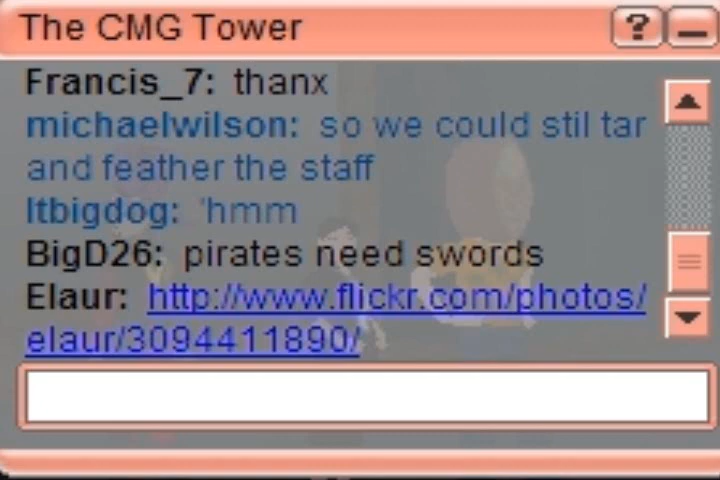 The CMG Tower
?
Francis_7: thanx
michaelwilson: so we could stil tar
and feather the staff
ltbigdog: 'hmm
BigD26: pirates need swords
Elaur: http://www.flickr.com/photos/
elaur/3094411890/